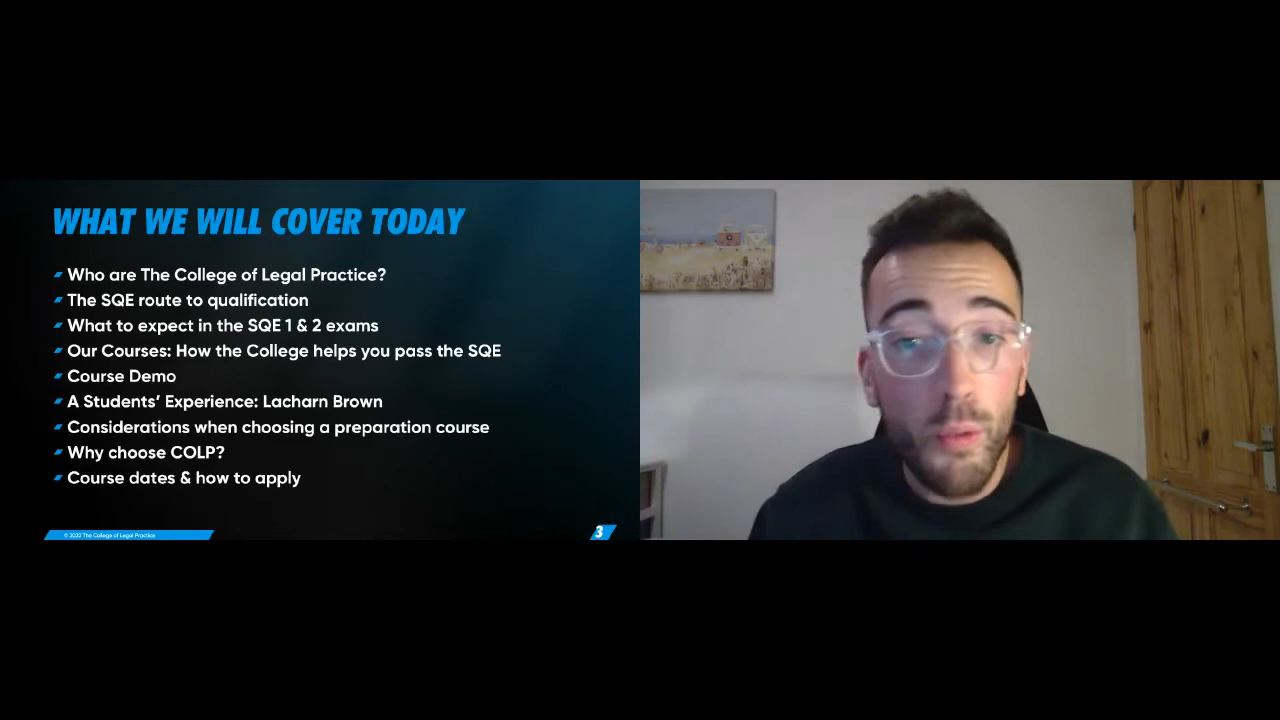 WHAT WE WILL COVER TODAY
Who are The College of Legal Practice?
The SQE route to qualification
What to expect in the SQE 1 & 2 exams
Our Courses: How the College helps you pass the SQE
Course Demo
A Students’ Experience: Lacharn Brown
Considerations when choosing a preparation course
Why choose COLP?
Course dates & how to apply
© 2022 The College of Legal Practice
3